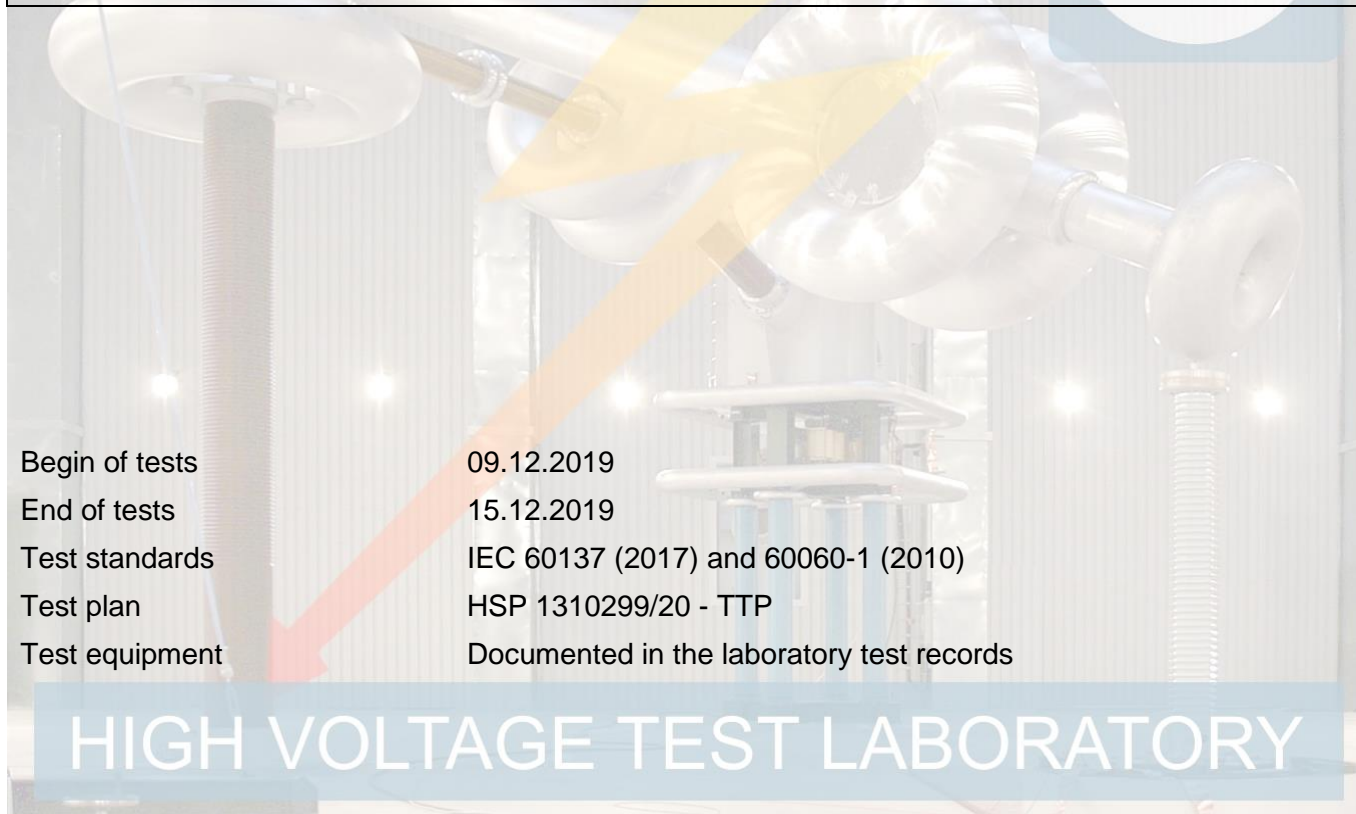 Begin of tests 09.12.2019
End of tests 15.12.2019
Test standards IEC 60137 (2017) and 60060-1 (2010)
Test plan HSP 1310299/20 - TTP
Test equipment Documented in the laboratory test records
HIGH VOLTAGE TEST LABORATORY